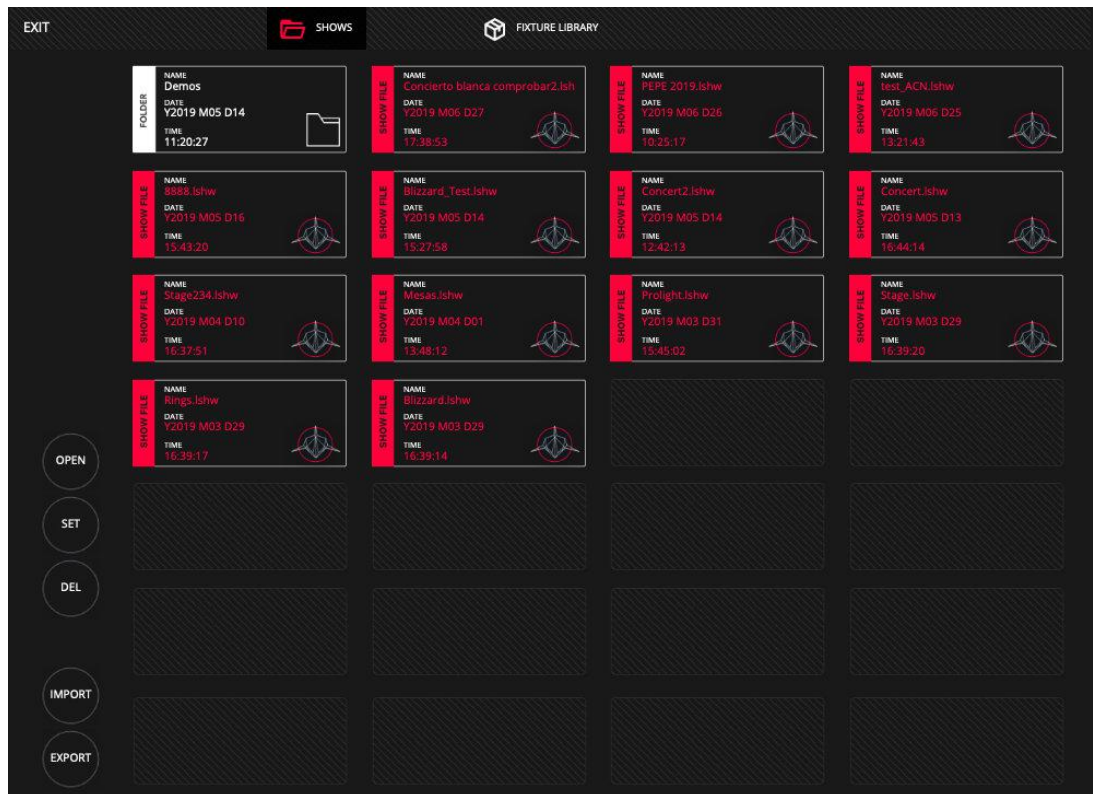 EXIT
SHOWS
FIXTURE LIBRARY
FOLDER
NAME
Demos
DATE
Y2019 M05 D14
TIME
11:20:27
SHOW FILE
NAME
Concierto blanca comprobar2.lsh
DATE
Y2019 M06 D27
TIME
17:38:53
SHOW FILE
NAME
PEPE 2019.lshw
DATE
Y2019 M06 D26
TIME
10:25:17
SHOW FILE
NAME
test_ACN.lshw
DATE
Y2019 M06 D25
TIME
13:21:43
SHOW FILE
NAME
8888.lshw
DATE
Y2019 M05 D16
TIME
15:43:20
SHOW FILE
NAME
Blizzard_Test.lshw
DATE
Y2019 M05 D14
TIME
15:27:58
SHOW FILE
NAME
Concert2.lshw
DATE
Y2019 M05 D14
TIME
12:42:13
SHOW FILE
NAME
Concert.lshw
DATE
Y2019 M05 D13
TIME
16:44:14
SHOW FILE
NAME
Stage234.lshw
DATE
Y2019 M04 D10
TIME
16:37:51
SHOW FILE
NAME
Mesas.lshw
DATE
Y2019 M04 D01
TIME
13:48:12
SHOW FILE
NAME
Prolight.lshw
DATE
Y2019 M03 D31
TIME
15:45:02
SHOW FILE
NAME
Stage.lshw
DATE
Y2019 M03 D29
TIME
16:39:20
SHOW FILE
NAME
Rings.lshw
DATE
Y2019 M03 D29
TIME
16:39:17
SHOW FILE
NAME
Blizzard.lshw
DATE
Y2019 M03 D29
TIME
16:39:14
OPEN
SET
DEL
IMPORT
EXPORT